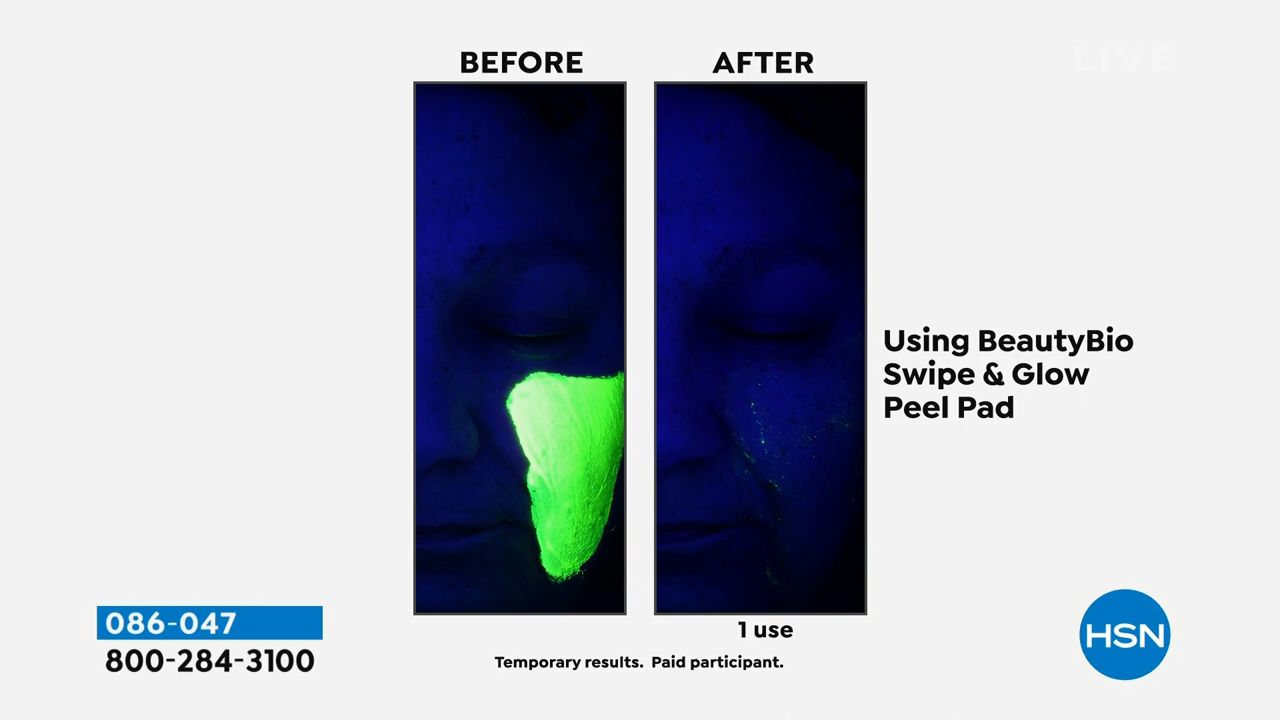 BEFORE
AFTER
LIVE
Using BeautyBio
Swipe & Glow
Peel Pad
1 use
Temporary results. Paid participant.
086-047
800-284-3100
HSN